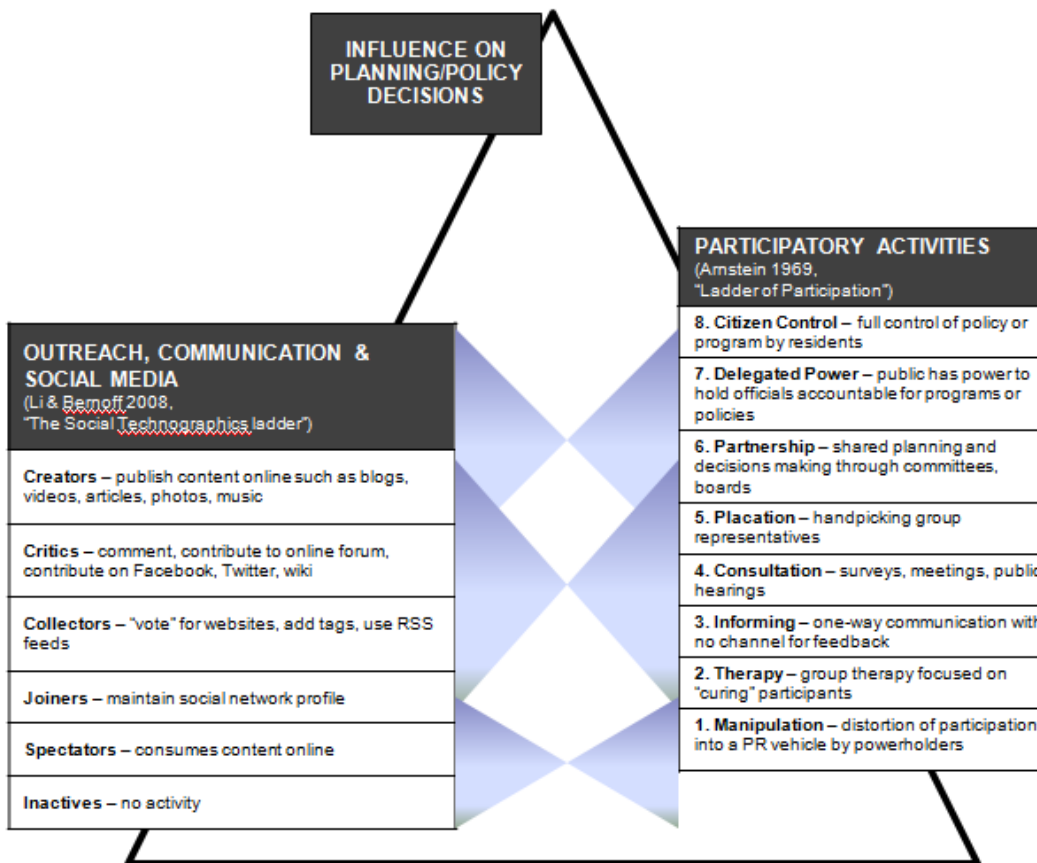 INFLUENCE ON
PLANNING/POLICY
DECISIONS
PARTICIPATORY ACTIVITIES
(Arnstein 1969,
"Ladder of Participation")
8. Citizen Control – full control of policy or
program by residents
7. Delegated Power – public has power to
hold officials accountable for programs or
policies
6. Partnership – shared planning and
decisions making through committees,
boards
5. Placation – handpicking group
representatives
4. Consultation – surveys, meetings, public
hearings
3. Informing – one-way communication with
no channel for feedback
2. Therapy – group therapy focused on
"curing" participants
1. Manipulation – distortion of participation
into a PR vehicle by powerholders
OUTREACH, COMMUNICATION &
SOCIAL MEDIA
(Li & Bernoff 2008,
"The Social Technographics ladder")
Creators – publish content online such as blogs,
videos, articles, photos, music
Critics – comment, contribute to online forum,
contribute on Facebook, Twitter, wiki
Collectors – "vote" for websites, add tags, use RSS
feeds
Joiners – maintain social network profile
Spectators – consumes content online
Inactives – no activity